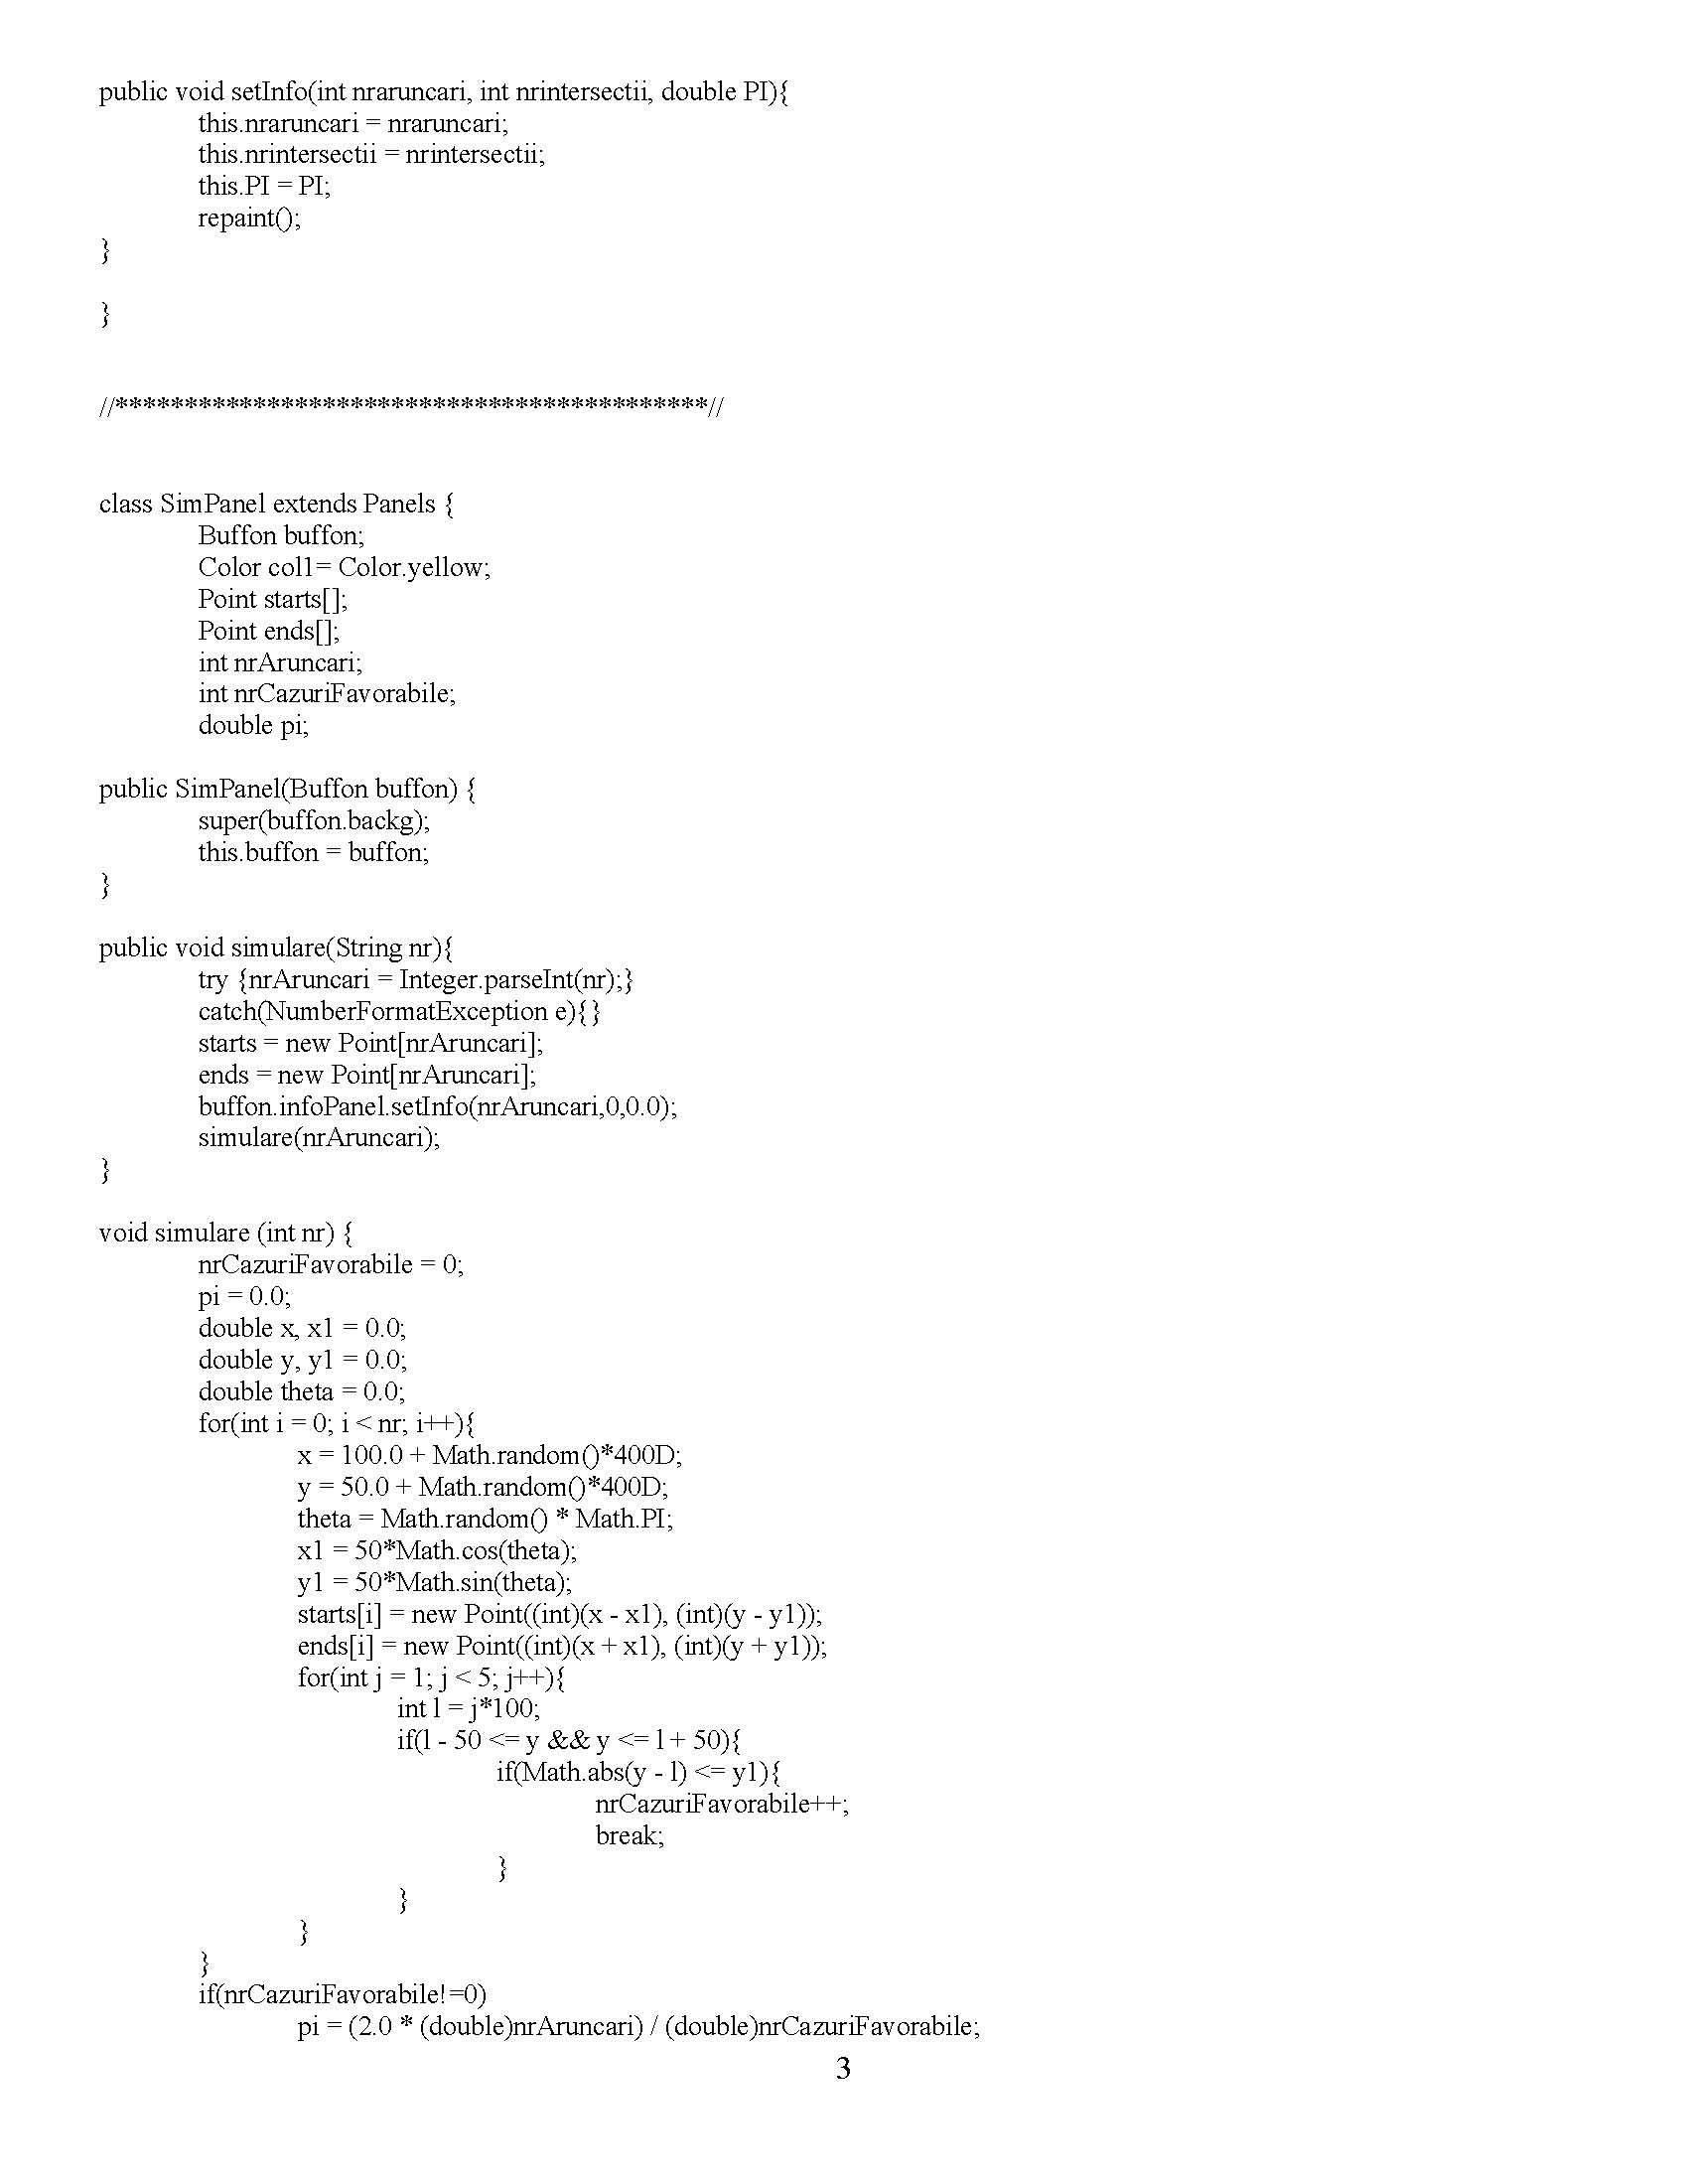 public void setInfo(int nraruncari, int nrintersectii, double PI){
this.nraruncari = nraruncari;
this.nrintersectii = nrintersectii;
this.PI = PI;
repaint();
}
}
//*******************************************//
class SimPanel extends Panels {
Buffon buffon;
Color col1= Color.yellow;
Point starts[];
Point ends[];
int nrAruncari;
int nrCazuriFavorabile;
double pi;
public SimPanel(Buffon buffon) {
super(buffon.backg);
this.buffon = buffon;
}
public void simulare(String nr){
try {nrAruncari = Integer.parseInt(nr);}
catch(NumberFormatException e){}
starts = new Point[nrAruncari];
ends = new Point[nrAruncari];
buffon.infoPanel.setInfo(nrAruncari,0,0.0);
simulare(nrAruncari);
}
void simulare (int nr) {
nrCazuriFavorabile = 0;
pi = 0.0;
double x, x1 = 0.0;
double y, y1 = 0.0;
double theta = 0.0;
for(int i = 0; i < nr; i++){
x = 100.0 + Math.random()*400D;
y = 50.0 + Math.random()*400D;
theta = Math.random() * Math.PI;
x1 = 50*Math.cos(theta);
y1 = 50*Math.sin(theta);
starts[i] = new Point((int)(x - x1), (int)(y - y1));
ends[i] = new Point((int)(x + x1), (int)(y + y1));
for(int j = 1; j < 5; j++){
int l = j*100;
if(l - 50 <= y && y <= l + 50){
if(Math.abs(y - l) <= y1){
nrCazuriFavorabile++;
break;
}
}
}
}
if(nrCazuriFavorabile!=0)
pi = (2.0 * (double)nrAruncari) / (double)nrCazuriFavorabile;
3